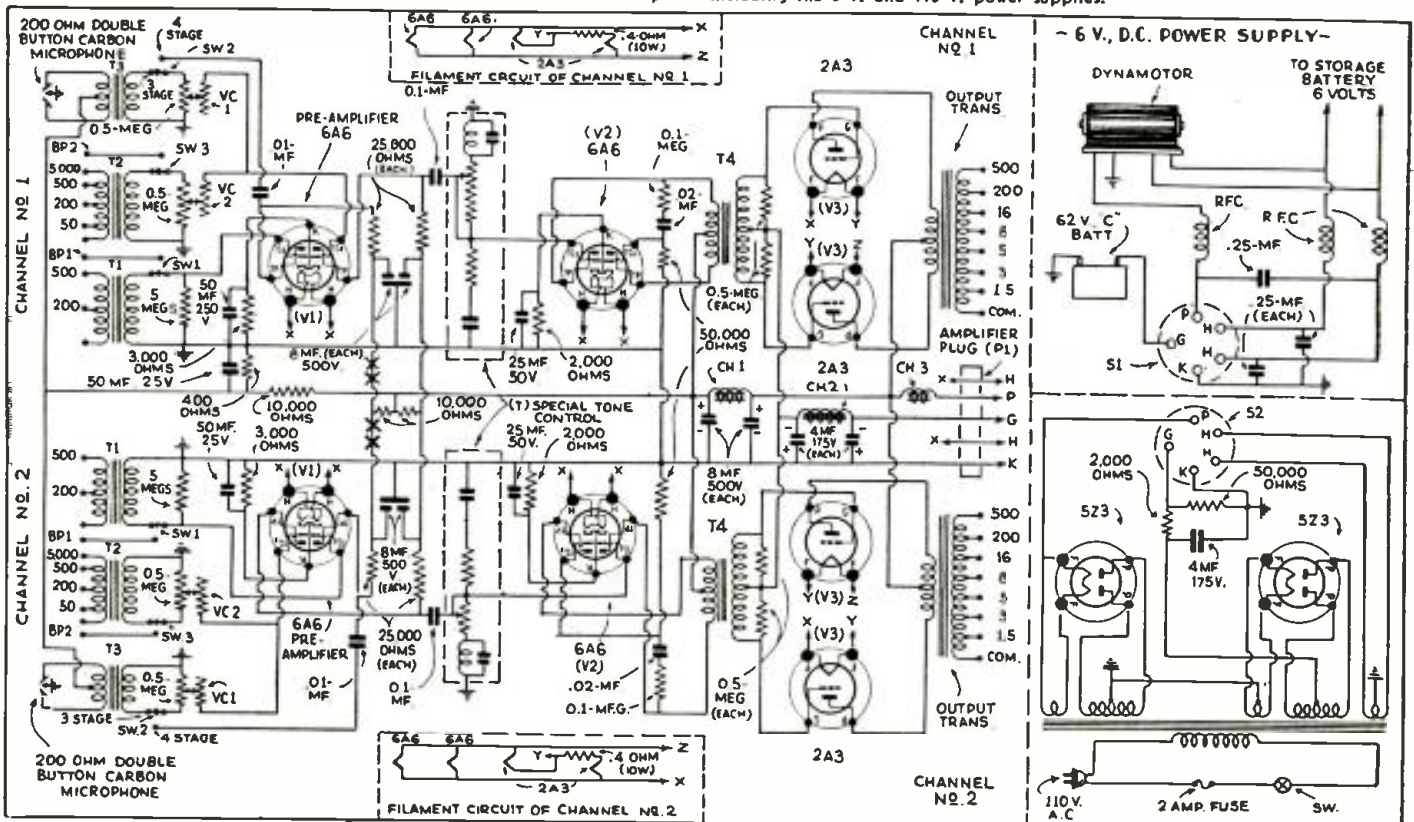 including the 6 V. and 110 V. power supplies.
200 OHM DOUBLE
BUTTON CARBON
MICROPHONE
4
STAGE
SW 2
T3
3
STAGE
VC
1
0.5-MEG
BP2
SW 3
T2
5000
500
200
50
0.5-
MEG
VC
2
BP1
SW1
T1
500
200
5
MEGS
CHANNEL Nº 1
6A6
6A6.
Y
.4-OHM
(10W)
X
Z
2A3
FILAMENT CIRCUIT OF CHANNEL Nº 1
0.1-MF
PRE-AMPLIFIER
6A6
.01-
MF
25,000
OHMS
(EACH)
50
MF
250
V
(V1)
X
X
3,000
OHMS
50 MF 25V
8 MF. (EACH)
500V
(V2)
6A6
0.1-
MEG
.02-
MF
H
X
X
25 MF
50V
2,000
OHMS
T4
0.5-MEG
(EACH)
50,000
OHMS
CHANNEL
Nº 1
2A3
(V3)
X
Y
Y
Z
(V3)
2A3
OUTPUT
TRANS
500
200
16
8
5
3
1.5
COM.
AMPLIFIER
PLUG (P1)
CH 1
CH 2
CH 3
X
H
P
G
X
H
K
4 MF
175V
(EACH)
8 MF
500V
(EACH)
400
OHMS
10,000
OHMS
10,000
OHMS
(T) SPECIAL TONE
CONTROL
50 MF.
25V
3,000
OHMS
25 MF.
50V.
2,000
OHMS
CHANNEL Nº. 2
T1
500
200
5
MEGS
BP1
SW1
T2
5,000
500
200
50
0.5-
MEG
VC 2
BP2
SW3
T3
0.5-
MEG
VC1
3 STAGE
SW2
4 STAGE
200 OHM DOUBLE
BUTTON CARBON
MICROPHONE
(V1)
H
X
6A6
PRE-
AMPLIFIER
.01-
MF
8 MF
500
V
(EACH)
25,000
OHMS
(EACH)
0.1
MF
6A6
(V2)
.02-MF
0.1-MEG.
T4
0.5-
MEG
(EACH)
Y
(V3)
Z
X
Y
(V3)
2A3
OUTPUT
TRANS
500
200
16
8
5
3
1.5
COM.
6A6
6A6
Y
.4 OHM
(10W)
Z
X
2A3
FILAMENT CIRCUIT OF CHANNEL Nº. 2
CHANNEL
Nº. 2
~ 6 V., D.C. POWER SUPPLY~
DYNAMOTOR
TO STORAGE
BATTERY
6 VOLTS
RFC
R F.C
62 V. "C"
BATT
.25-MF
.25-MF
(EACH)
P
H
G
H
K
S1
P
S2
G
H
H
K
2,000
OHMS
50,000
OHMS
5Z3
5Z3
4 MF
175V.
110 V.
A.C
2 AMP. FUSE
SW.